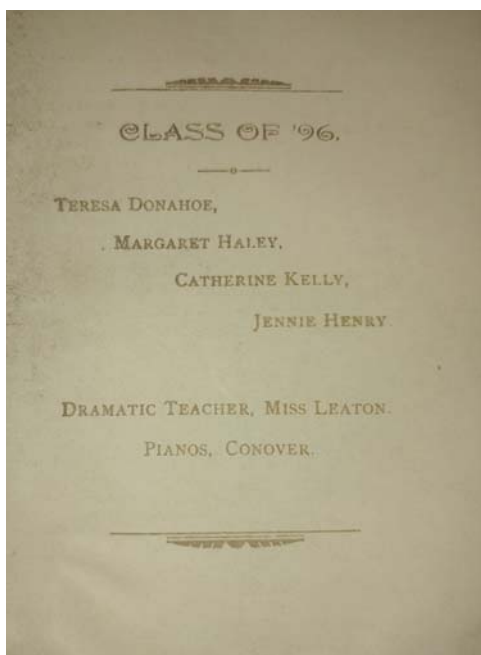 CLASS OF '96.
TERESA DONAHOE,
MARGARET HALEY,
CATHERINE KELLY,
JENNIE HENRY.
DRAMATIC TEACHER, MISS LEATON.
PIANOS, CONOVER.